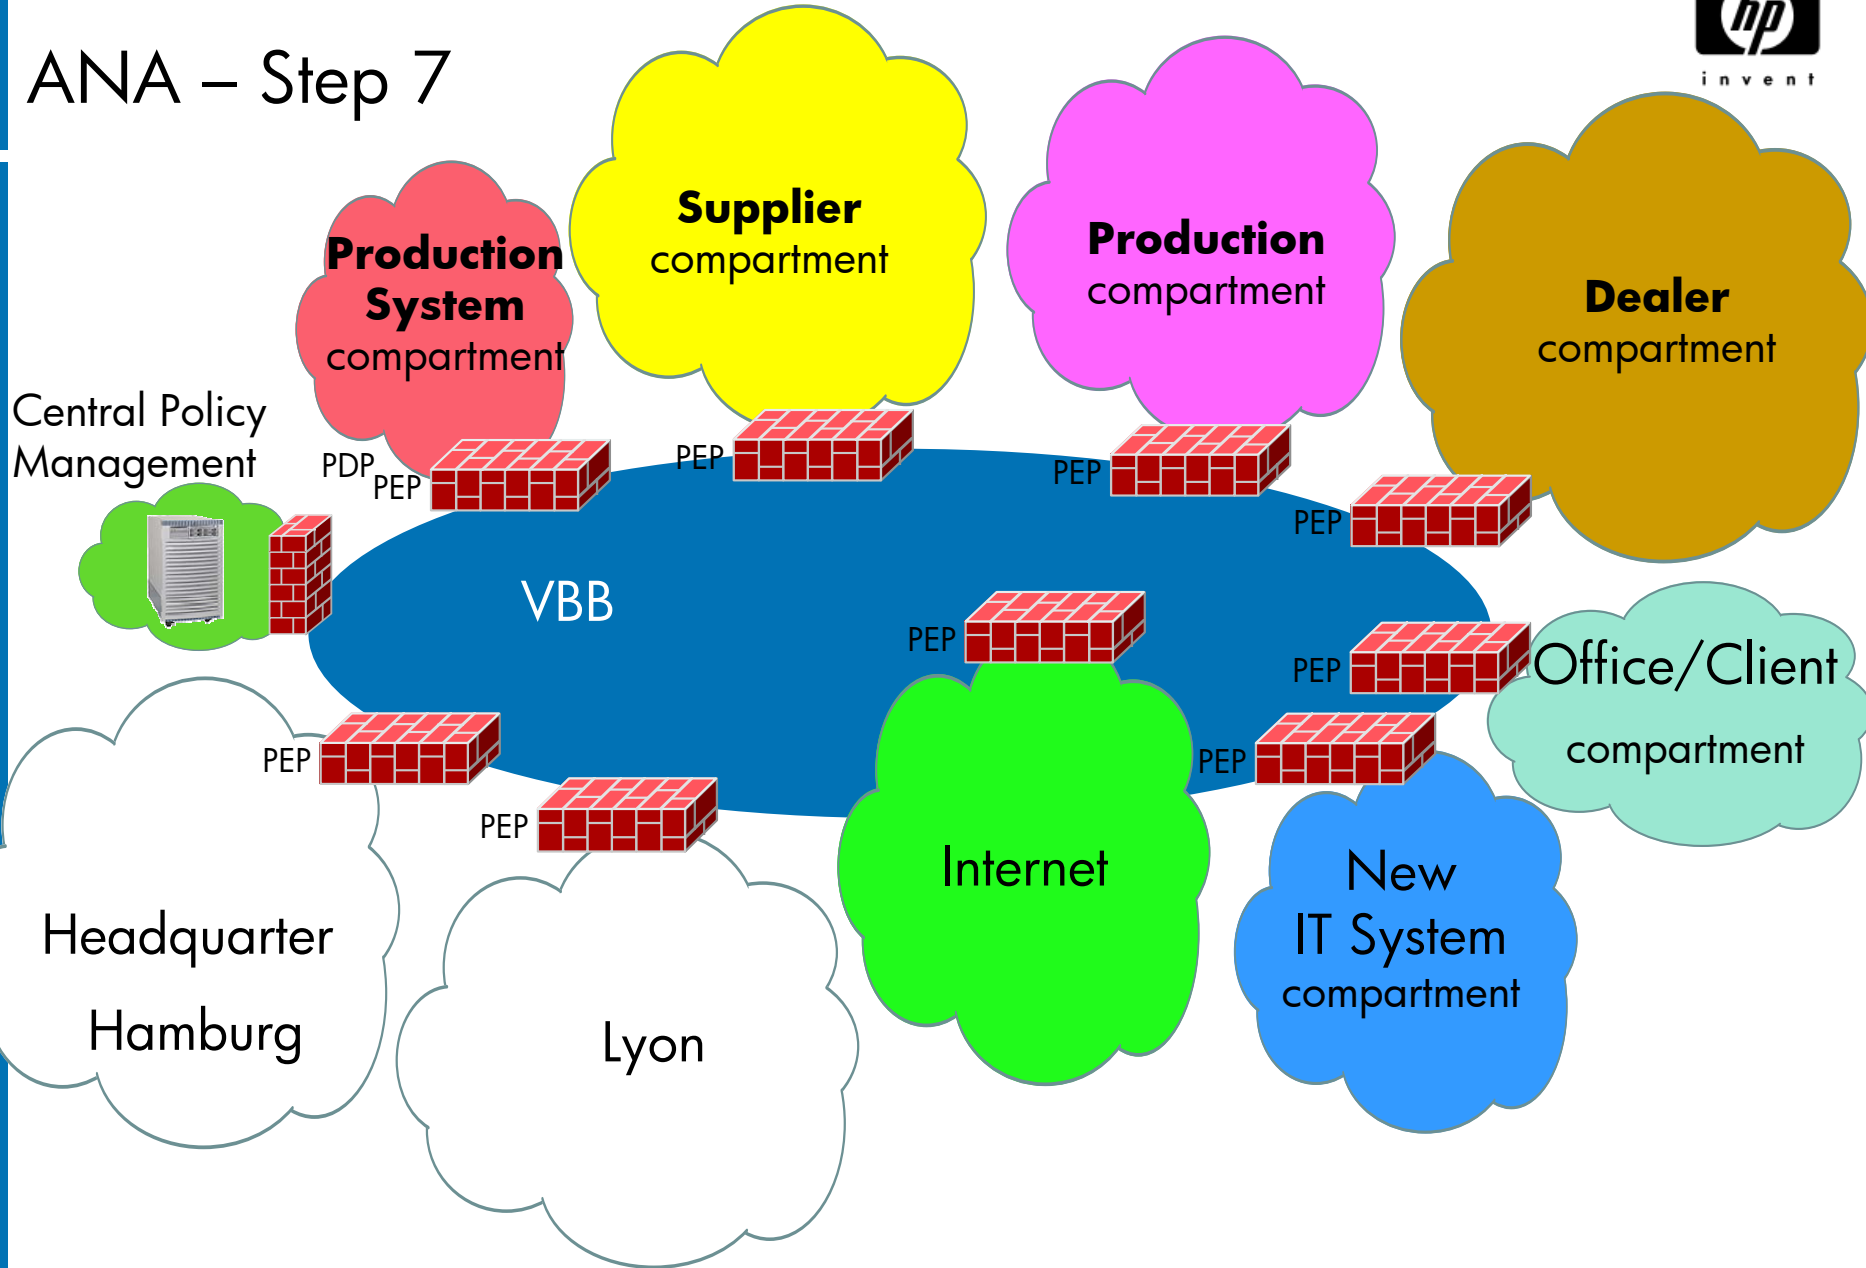 ANA – Step 7
hp
invent
Supplier
compartment
Production
compartment
Production
System
compartment
Dealer
compartment
Central Policy
Management
PDP
PEP
PEP
PEP
PEP
VBB
PEP
PEP
Office/Client
compartment
PEP
PEP
PEP
Internet
New
IT System
compartment
Headquarter
Hamburg
Lyon